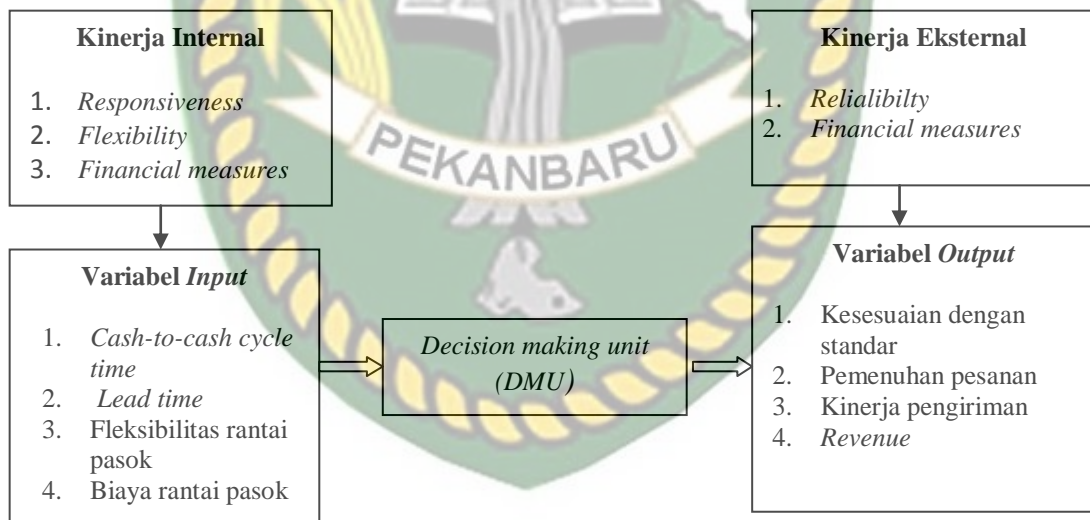 Kinerja Internal
1. Responsiveness
2. Flexibility
3. Financial measures
Kinerja Eksternal
1. Relialibilty
2. Financial measures
PEKANBARU
Variabel Input
1. Cash-to-cash cycle
time
2. Lead time
3. Fleksibilitas rantai
pasok
4. Biaya rantai pasok
Decision making unit
(DMU)
Variabel Output
1. Kesesuaian dengan
standar
2. Pemenuhan pesanan
3. Kinerja pengiriman
4. Revenue